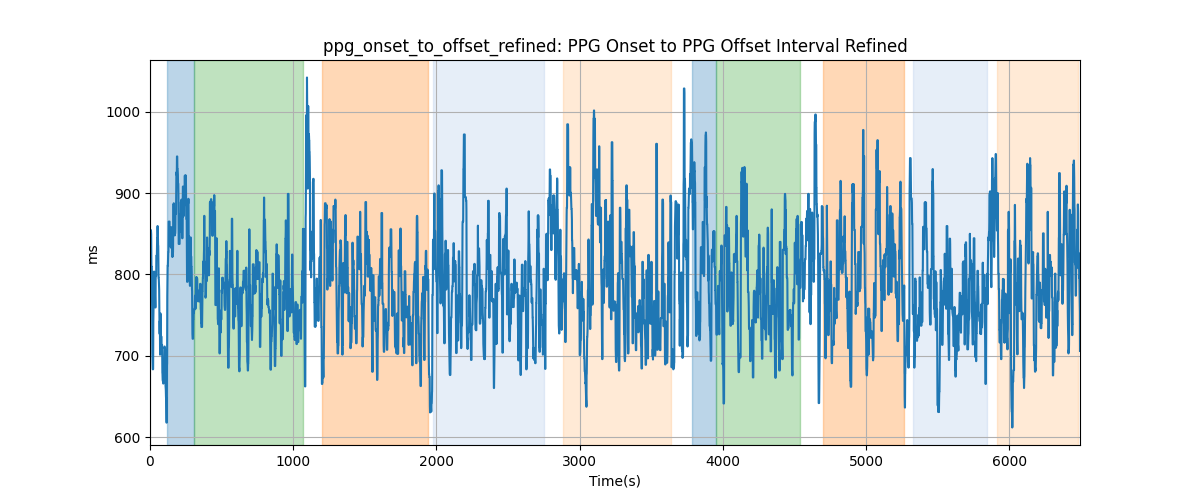 ppg_onset_to_offset_refined: PPG Onset to PPG Offset Interval Refined
ms
1000
900
800
700
600
0 1000 2000 3000 4000 5000 6000
Time(s)